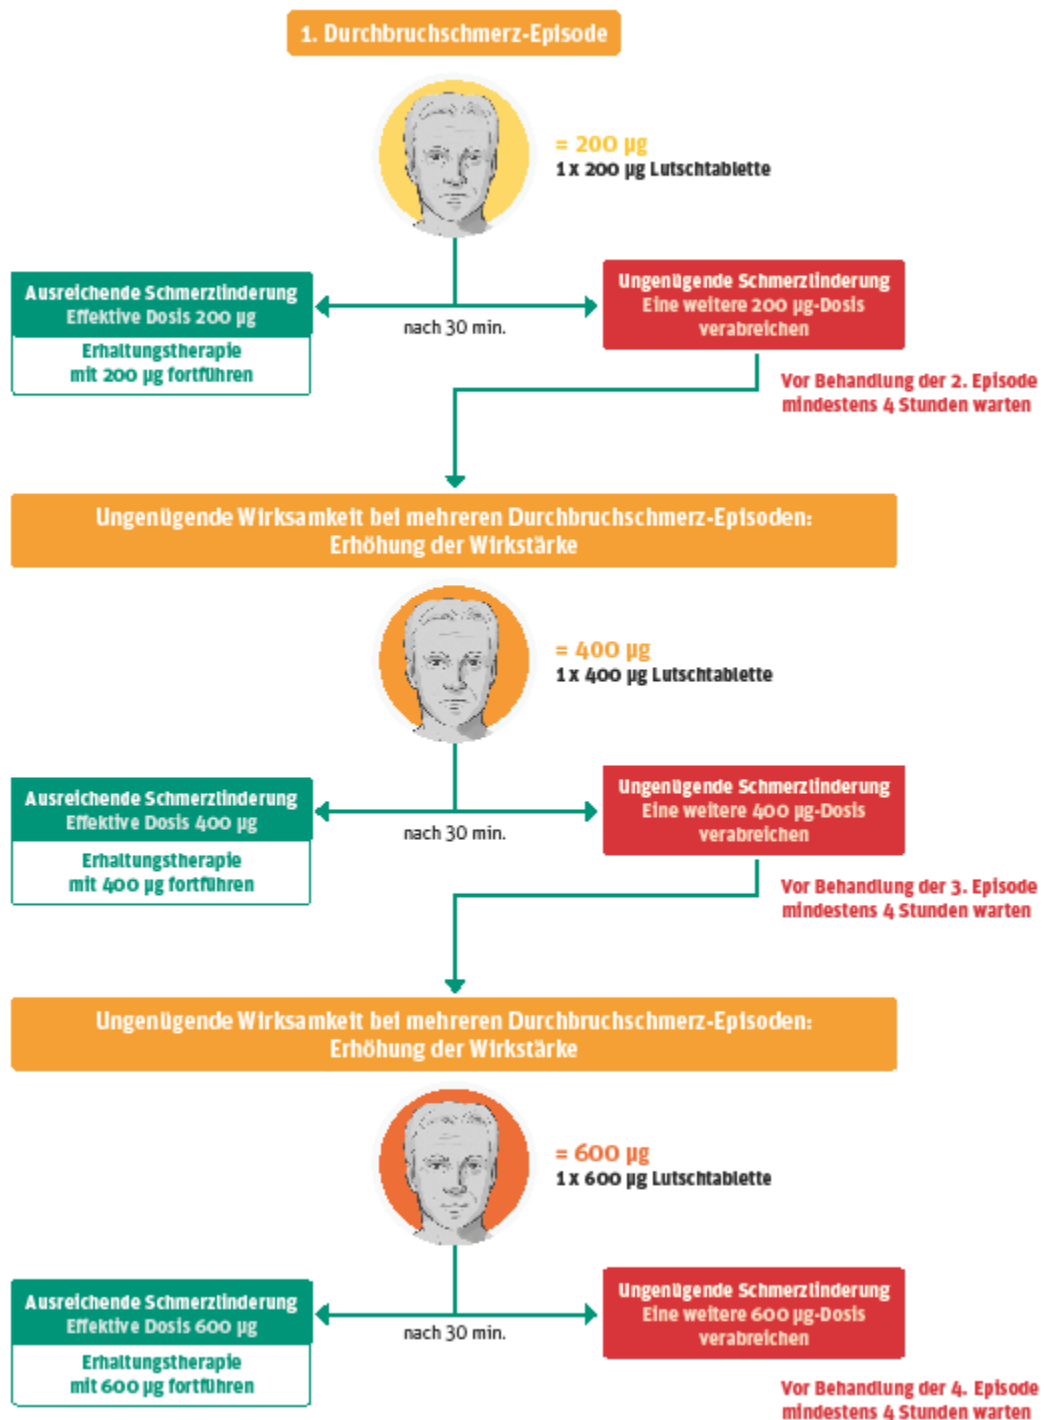 1. Durchbruchschmerz-Episode
= 200 µg
1 x 200 µg Lutschtablette
Ausreichende Schmerzlinderung
Effektive Dosis 200 µg
Erhaltungstherapie
mit 200 µg fortführen
nach 30 min.
Ungenügende Schmerzlinderung
Eine weitere 200 µg-Dosis
verabreichen
Vor Behandlung der 2. Episode
mindestens 4 Stunden warten
Ungenügende Wirksamkeit bei mehreren Durchbruchschmerz-Episoden:
Erhöhung der Wirkstärke
= 400 µg
1 x 400 µg Lutschtablette
Ausreichende Schmerzlinderung
Effektive Dosis 400 µg
Erhaltungstherapie
mit 400 µg fortführen
nach 30 min.
Ungenügende Schmerzlinderung
Eine weitere 400 µg-Dosis
verabreichen
Vor Behandlung der 3. Episode
mindestens 4 Stunden warten
Ungenügende Wirksamkeit bei mehreren Durchbruchschmerz-Episoden:
Erhöhung der Wirkstärke
= 600 µg
1 x 600 µg Lutschtablette
Ausreichende Schmerzlinderung
Effektive Dosis 600 µg
Erhaltungstherapie
mit 600 µg fortführen
nach 30 min.
Ungenügende Schmerzlinderung
Eine weitere 600 µg-Dosis
verabreichen
Vor Behandlung der 4. Episode
mindestens 4 Stunden warten